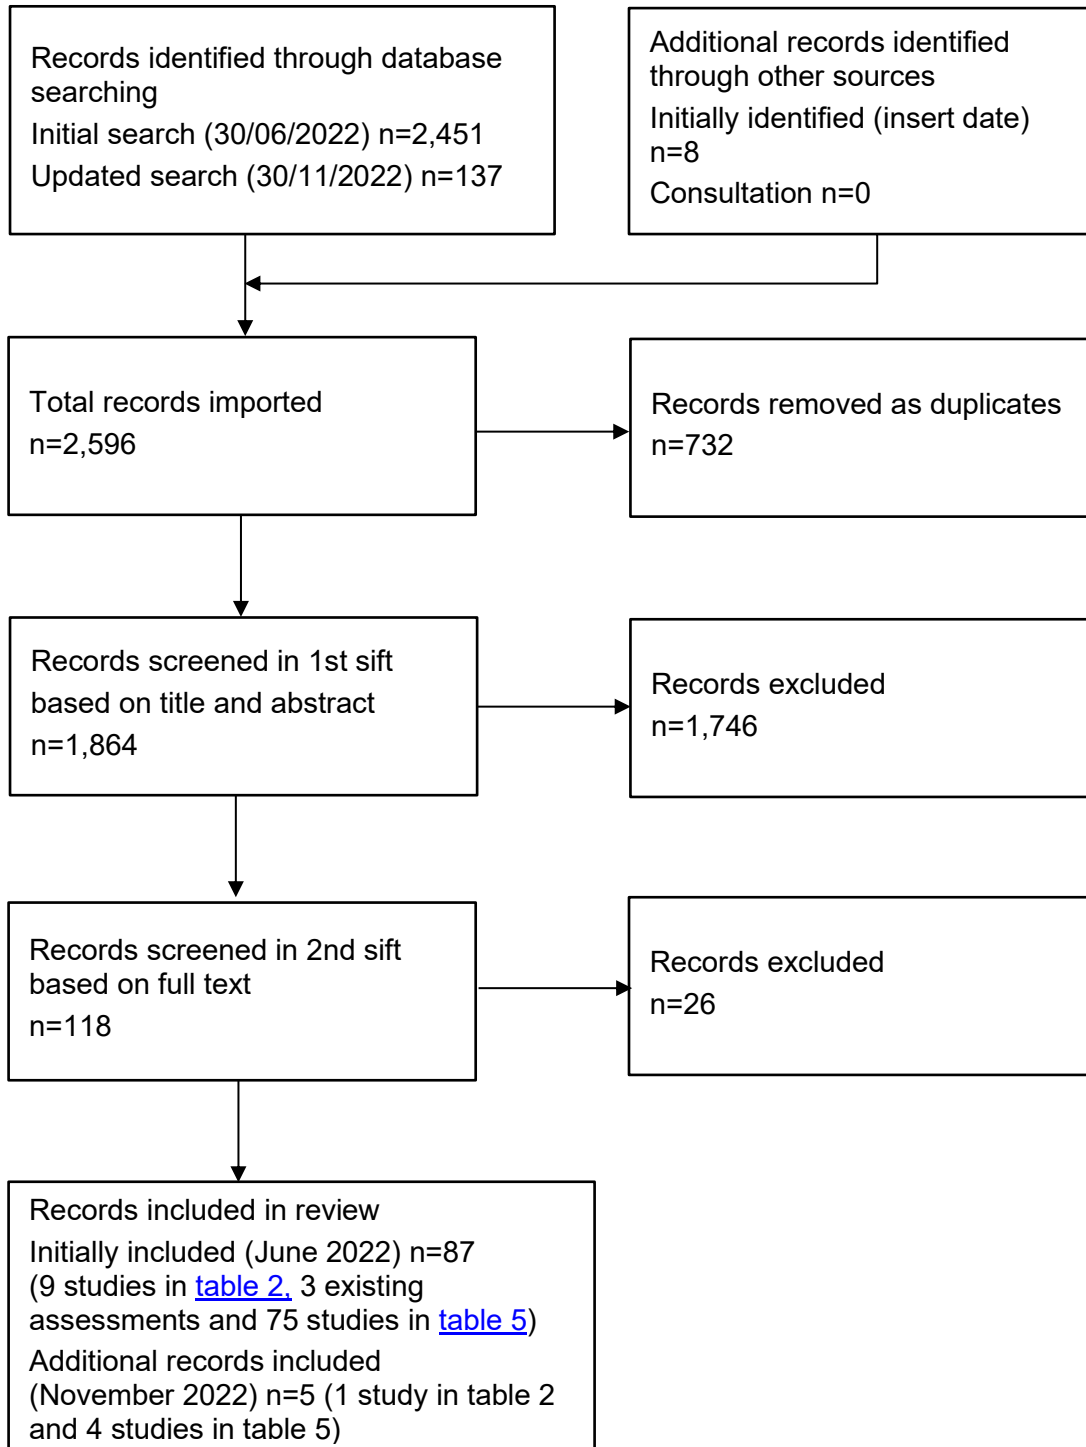 Records identified through database
searching
Initial search (30/06/2022) n=2,451
Updated search (30/11/2022) n=137
Additional records identified
through other sources
Initially identified (insert date)
n=8
Consultation n=0
Total records imported
n=2,596
Records removed as duplicates
n=732
Records screened in 1st sift
based on title and abstract
n=1,864
Records excluded
n=1,746
Records screened in 2nd sift
based on full text
n=118
Records excluded
n=26
Records included in review
Initially included (June 2022) n=87
(9 studies in table 2, 3 existing
assessments and 75 studies in table 5)
Additional records included
(November 2022) n=5 (1 study in table 2
and 4 studies in table 5)